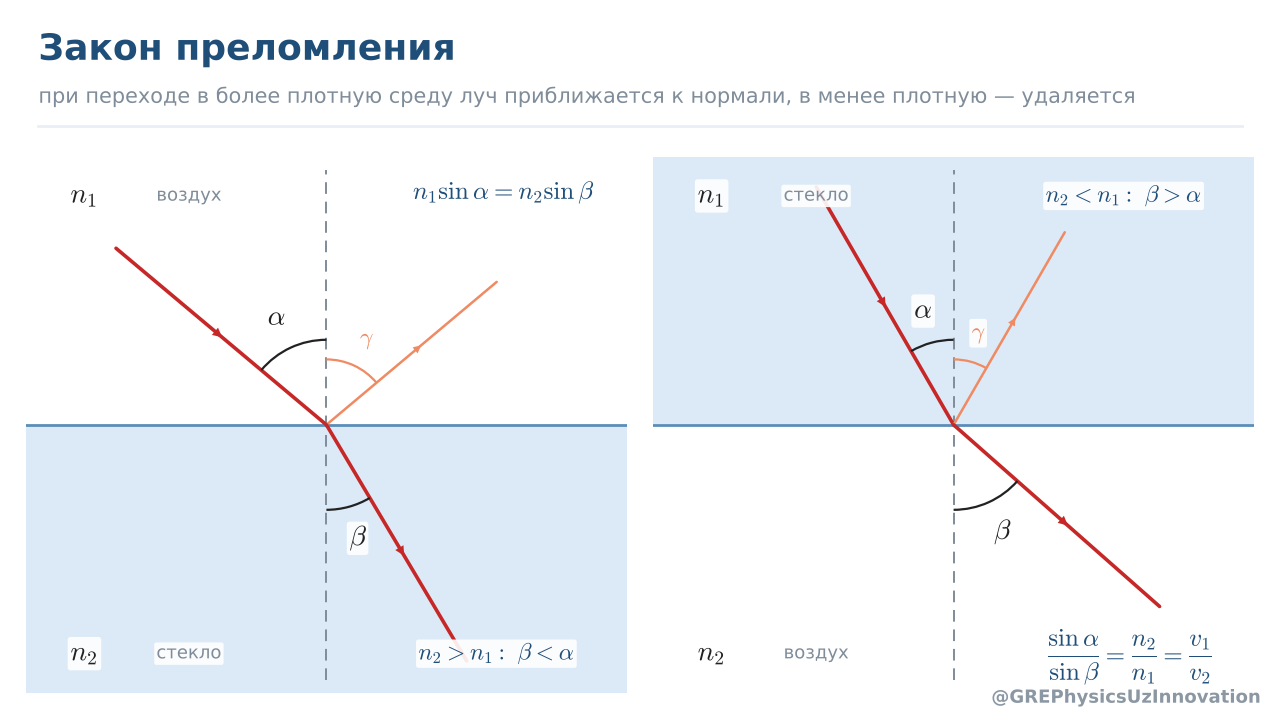 Закон преломления
при переходе в более плотную среду луч приближается к нормали, в менее плотную — удаляется
n₁ воздух n₁ sin α = n₂ sin β
α
γ
β
n₂ стекло n₂ > n₁ : β < α
n₁ стекло n₂ < n₁ : β > α
α
γ
β
n₂ воздух sin α / sin β = n₂ / n₁ = v₁ / v₂
@GREPhysicsUzInnovation